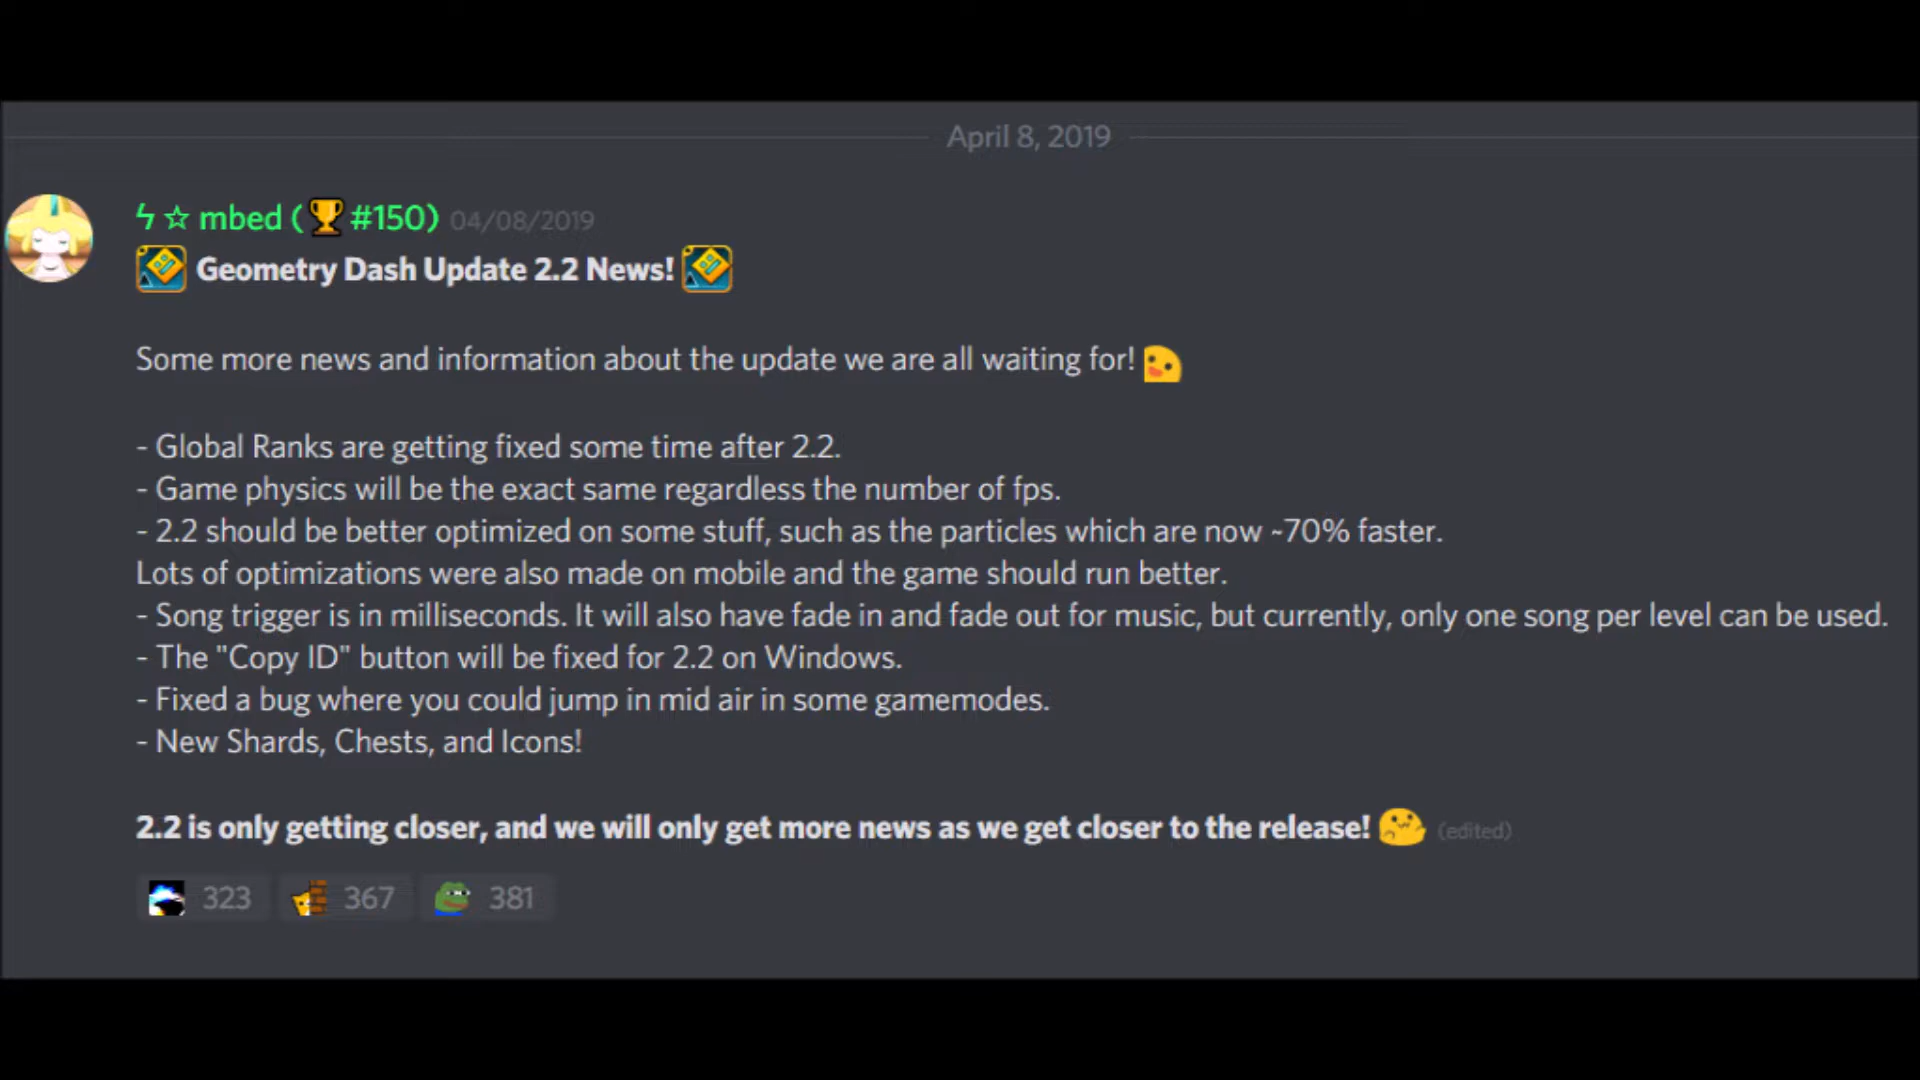 April 8, 2019
ϟ ☆ mbed (🏆#150) 04/08/2019
Geometry Dash Update 2.2 News!
Some more news and information about the update we are all waiting for!
- Global Ranks are getting fixed some time after 2.2.
- Game physics will be the exact same regardless the number of fps.
- 2.2 should be better optimized on some stuff, such as the particles which are now ~70% faster.
Lots of optimizations were also made on mobile and the game should run better.
- Song trigger is in milliseconds. It will also have fade in and fade out for music, but currently, only one song per level can be used.
- The "Copy ID" button will be fixed for 2.2 on Windows.
- Fixed a bug where you could jump in mid air in some gamemodes.
- New Shards, Chests, and Icons!
2.2 is only getting closer, and we will only get more news as we get closer to the release! (edited)
323 367 381